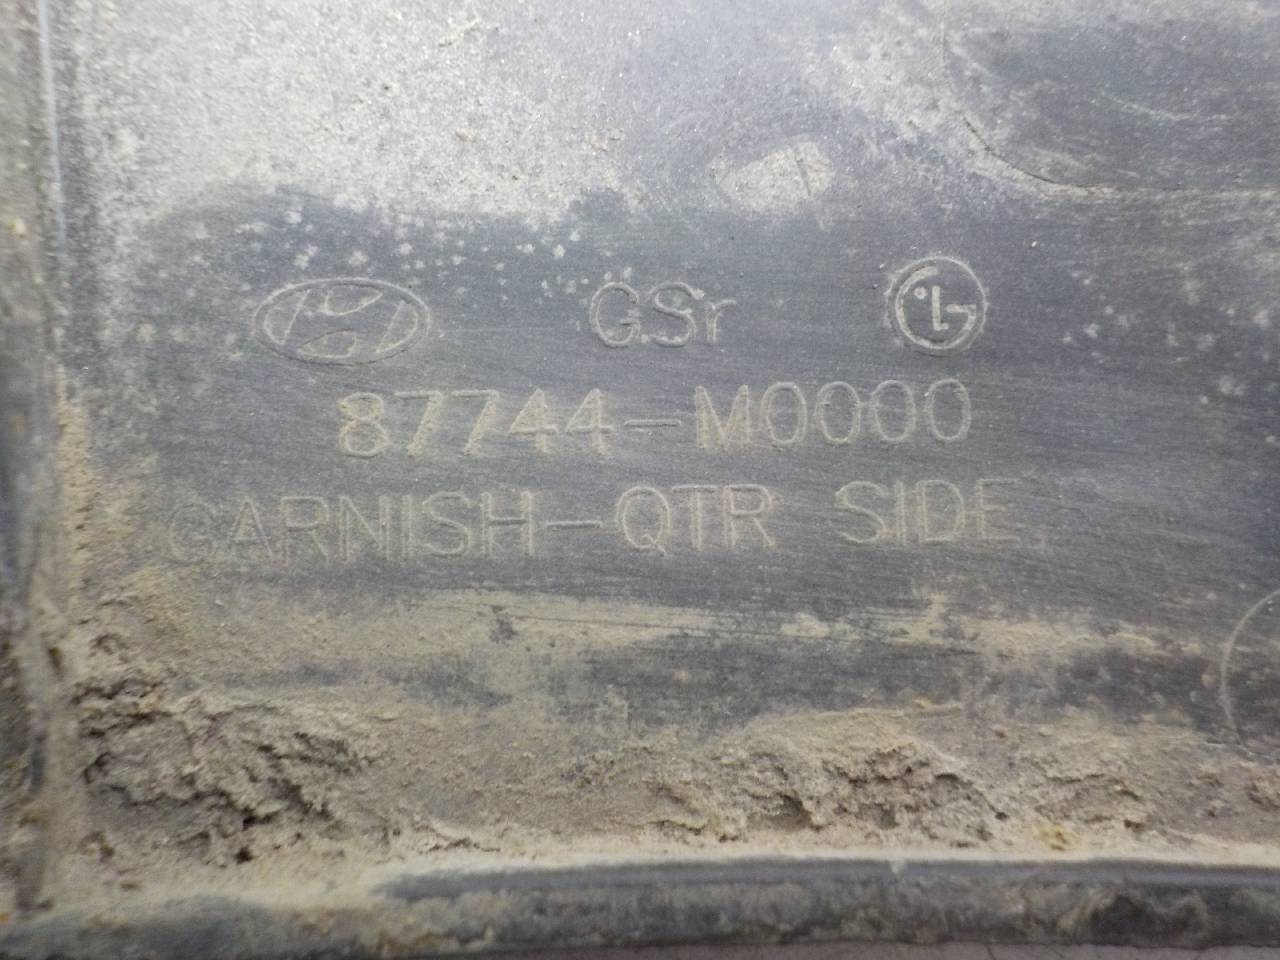 GSr LG
87744-M0000
GARNISH-QTR SIDE